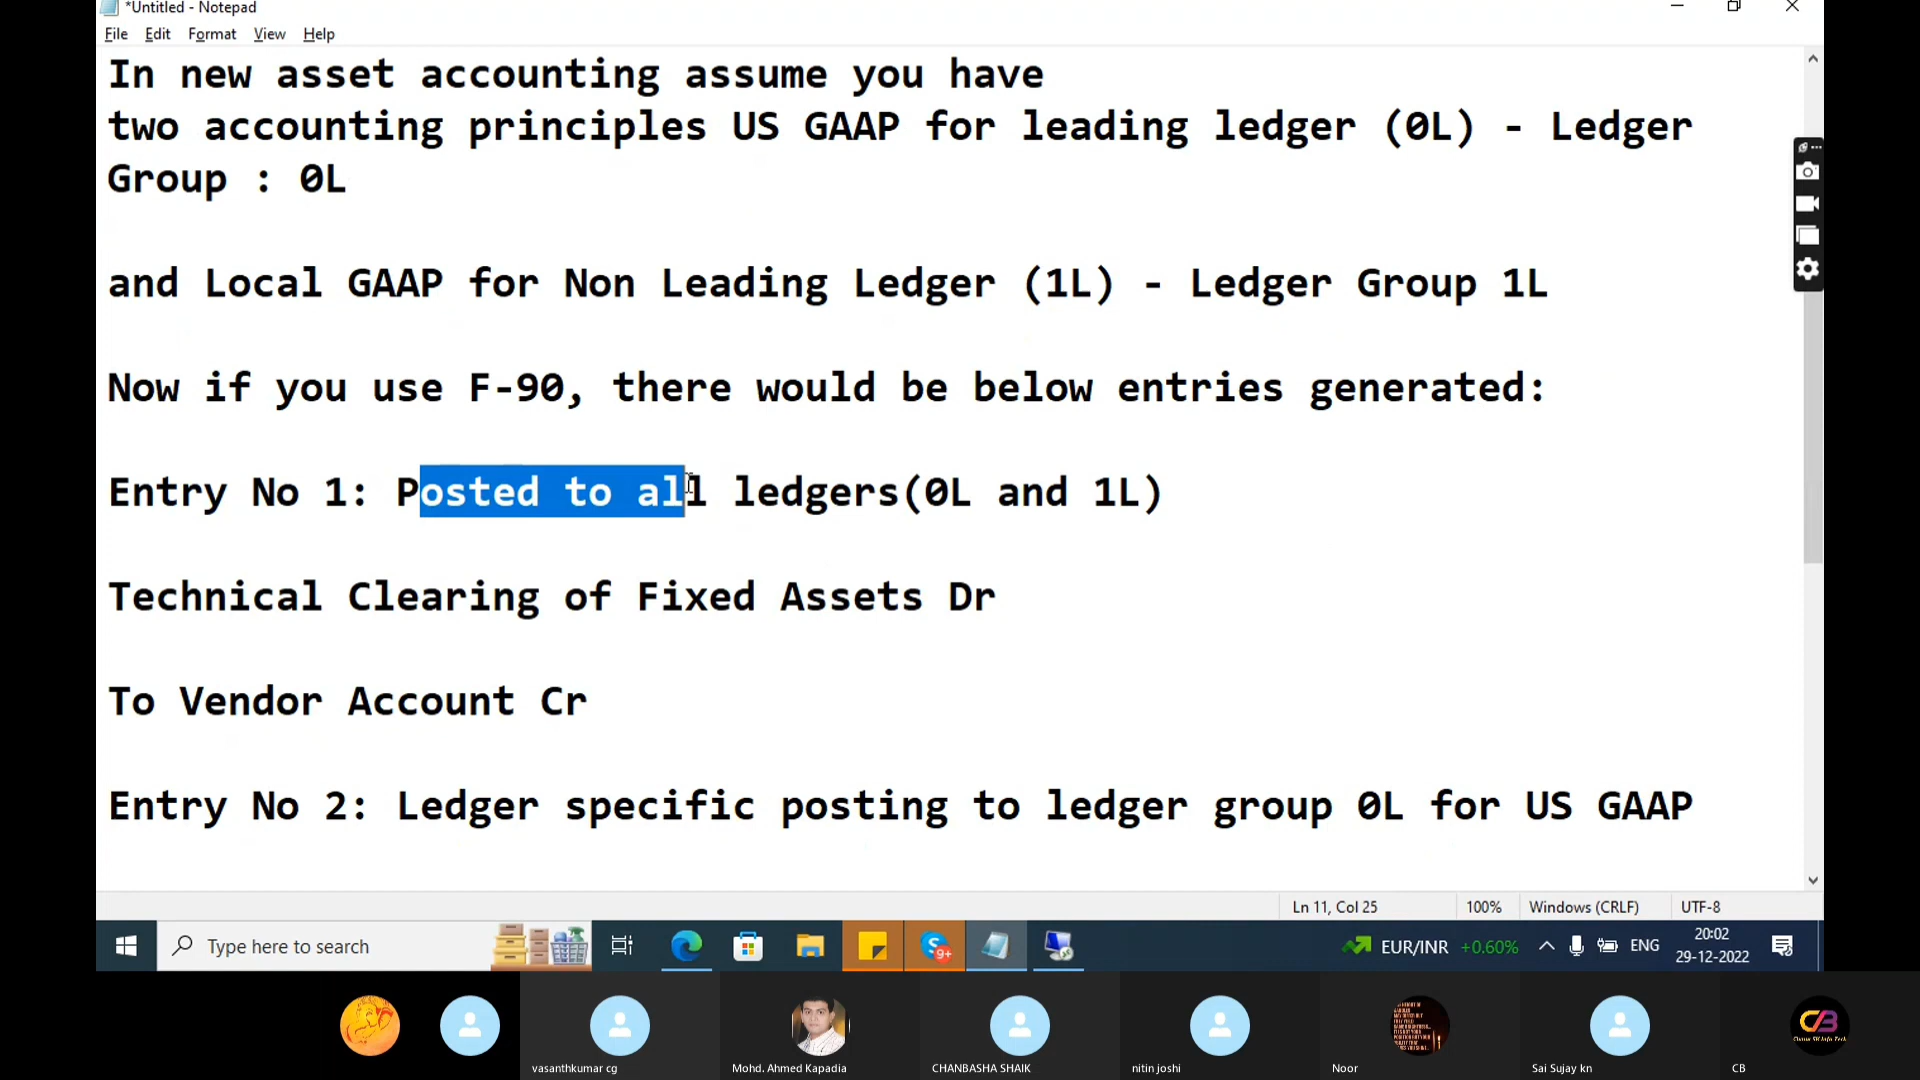 *Untitled - Notepad
File Edit Format View Help
In new asset accounting assume you have
two accounting principles US GAAP for leading ledger (0L) - Ledger
Group : 0L
and Local GAAP for Non Leading Ledger (1L) - Ledger Group 1L
Now if you use F-90, there would be below entries generated:
Entry No 1: Posted to all ledgers(0L and 1L)
Technical Clearing of Fixed Assets Dr
To Vendor Account Cr
Entry No 2: Ledger specific posting to ledger group 0L for US GAAP
Ln 11, Col 25 100% Windows (CRLF) UTF-8
Type here to search 9+ EUR/INR +0.60% ENG 20:02
29-12-2022
vasanthkumar cg Mohd. Ahmed Kapadia CHANBASHA SHAIK nitin joshi Noor Sai Sujay kn CB